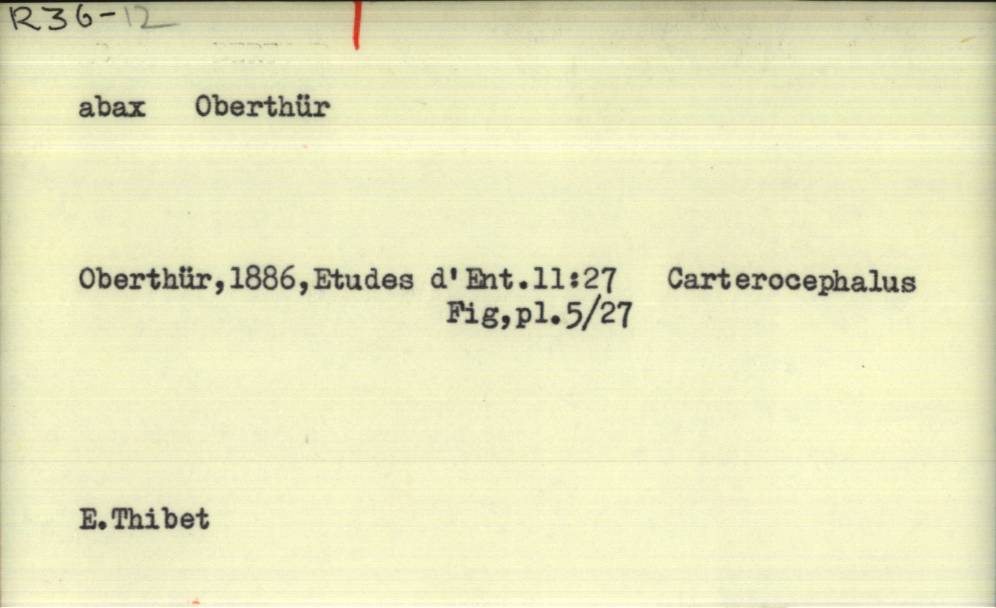 R36-12
abax Oberthür
Oberthür,1886,Etudes d'Ent.11:27 Carterocephalus
Fig,pl.5/27
E.Thibet